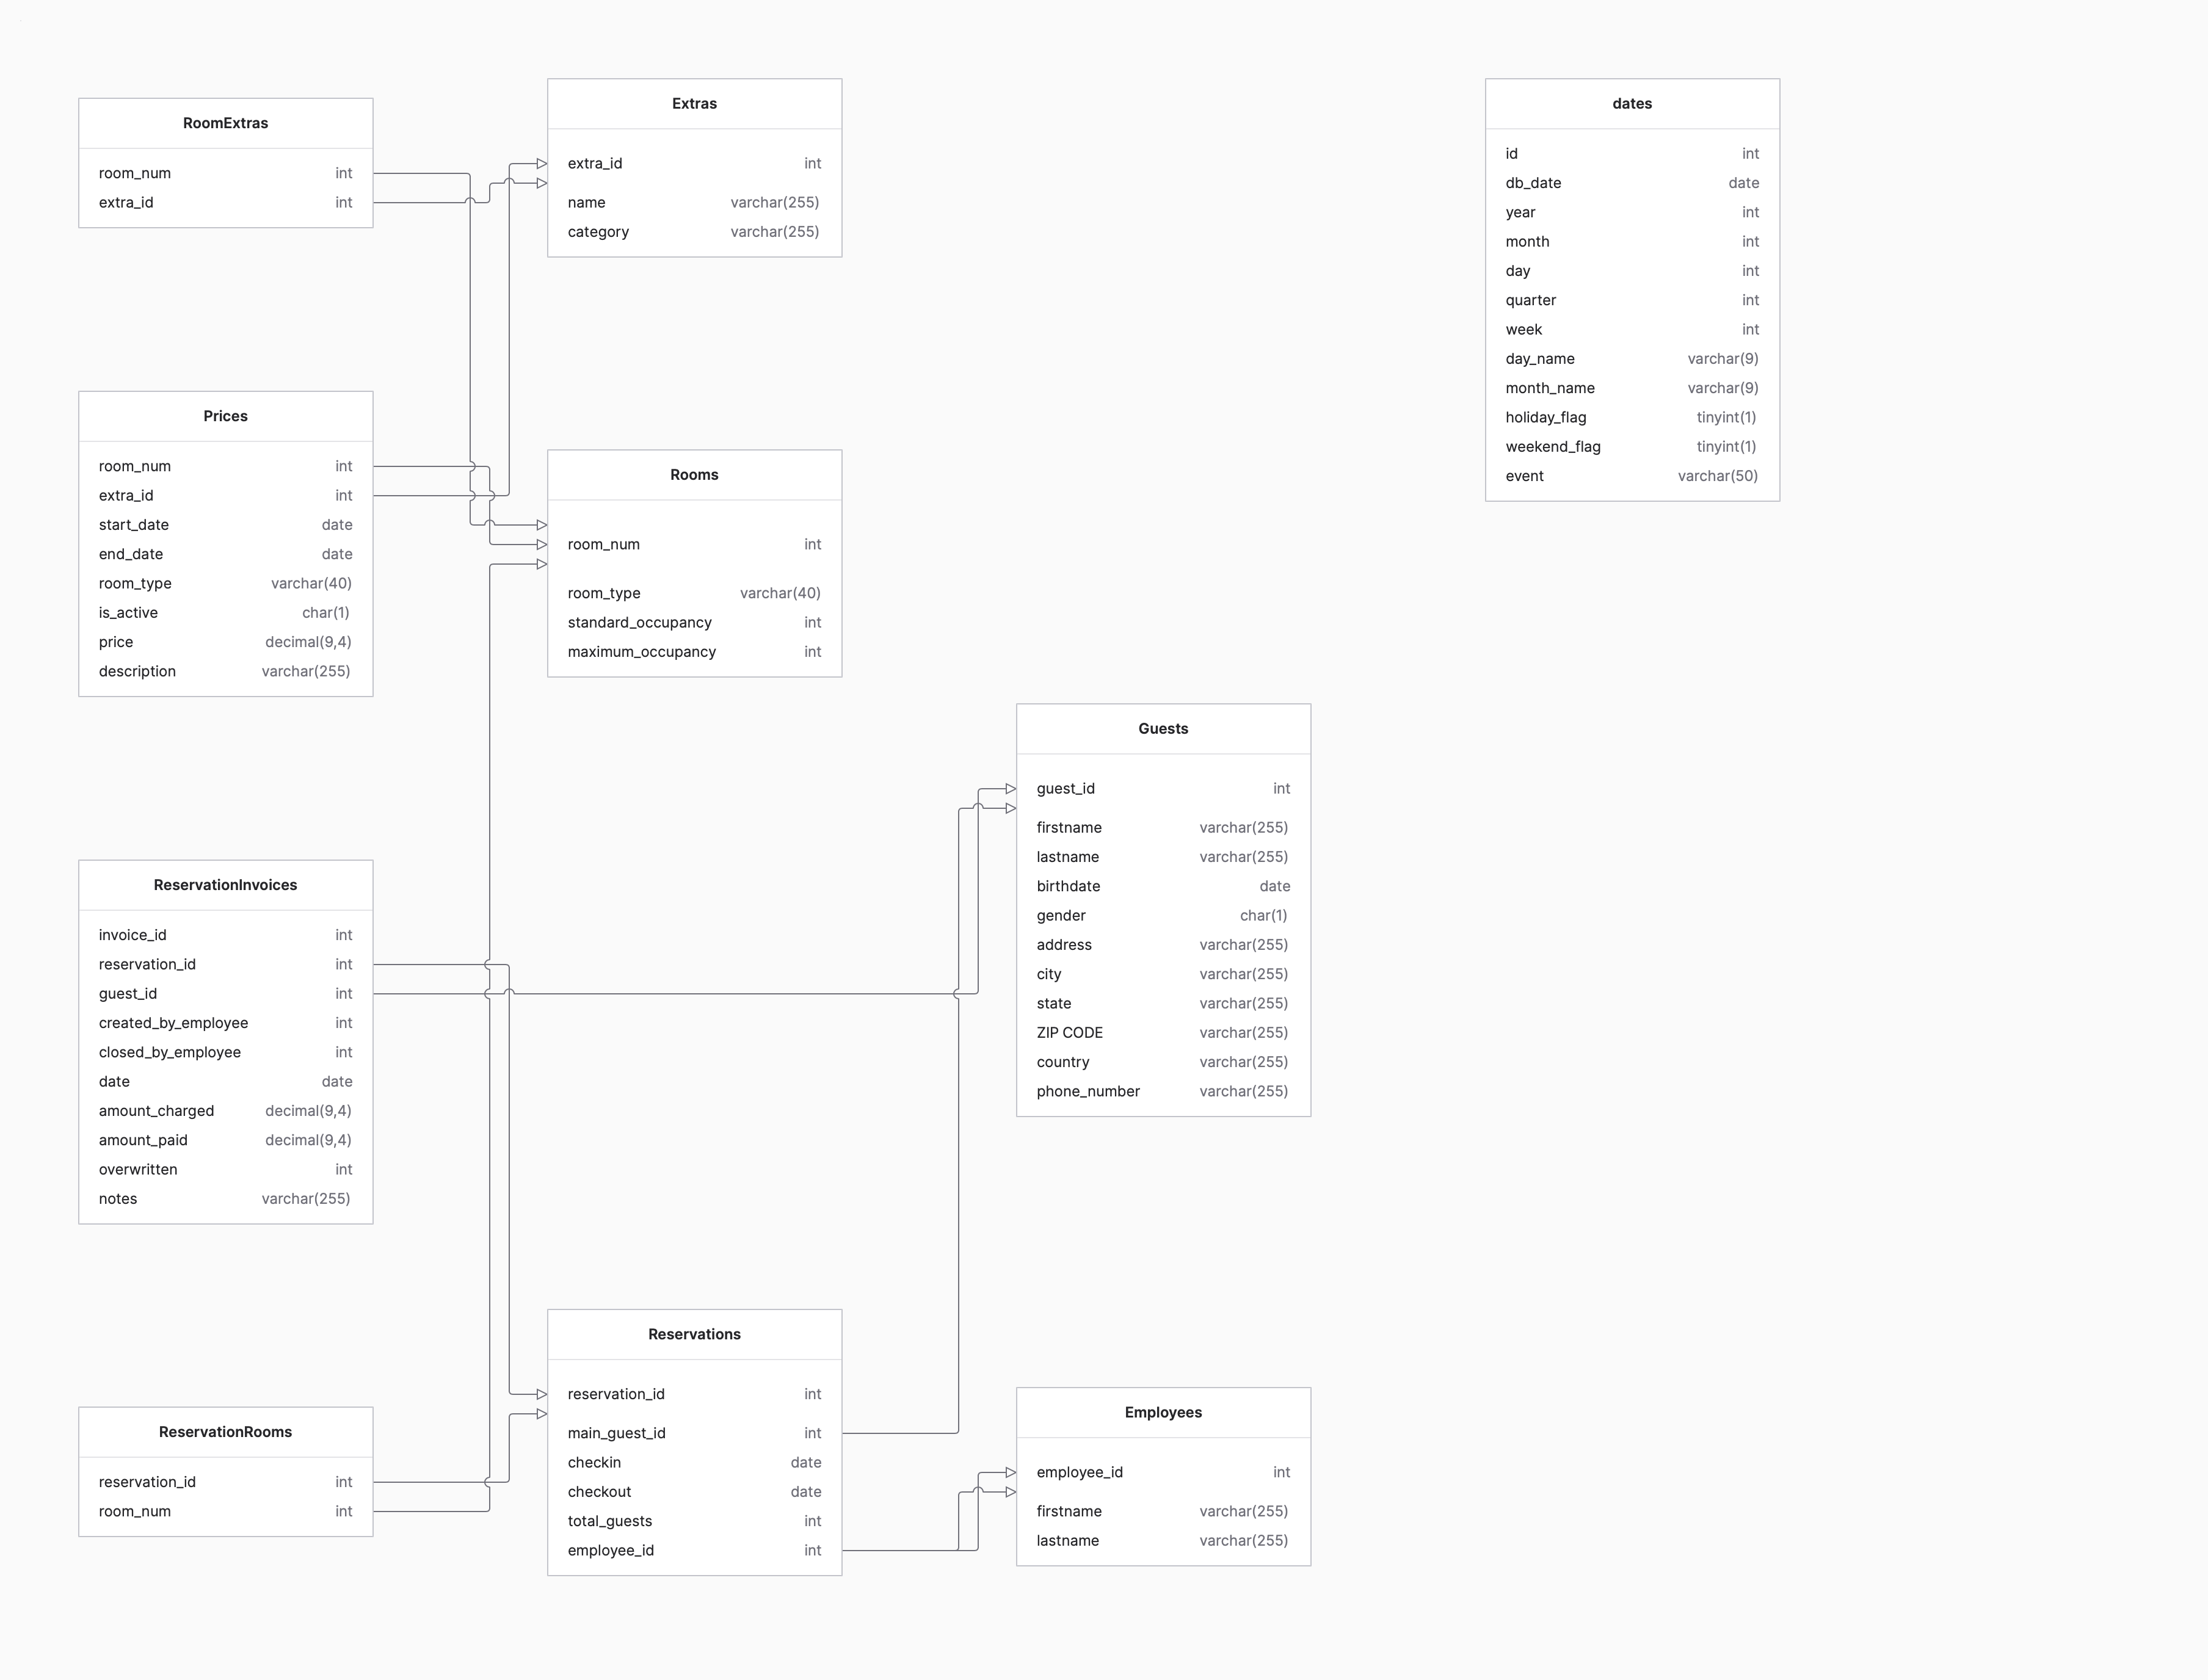 RoomExtras
room_num int
extra_id int
Extras
extra_id int
name varchar(255)
category varchar(255)
dates
id int
db_date date
year int
month int
day int
quarter int
week int
day_name varchar(9)
month_name varchar(9)
holiday_flag tinyint(1)
weekend_flag tinyint(1)
event varchar(50)
Prices
room_num int
extra_id int
start_date date
end_date date
room_type varchar(40)
is_active char(1)
price decimal(9,4)
description varchar(255)
Rooms
room_num int
room_type varchar(40)
standard_occupancy int
maximum_occupancy int
Guests
guest_id int
firstname varchar(255)
lastname varchar(255)
birthdate date
gender char(1)
address varchar(255)
city varchar(255)
state varchar(255)
ZIP CODE varchar(255)
country varchar(255)
phone_number varchar(255)
ReservationInvoices
invoice_id int
reservation_id int
guest_id int
created_by_employee int
closed_by_employee int
date date
amount_charged decimal(9,4)
amount_paid decimal(9,4)
overwritten int
notes varchar(255)
Reservations
reservation_id int
main_guest_id int
checkin date
checkout date
total_guests int
employee_id int
Employees
employee_id int
firstname varchar(255)
lastname varchar(255)
ReservationRooms
reservation_id int
room_num int